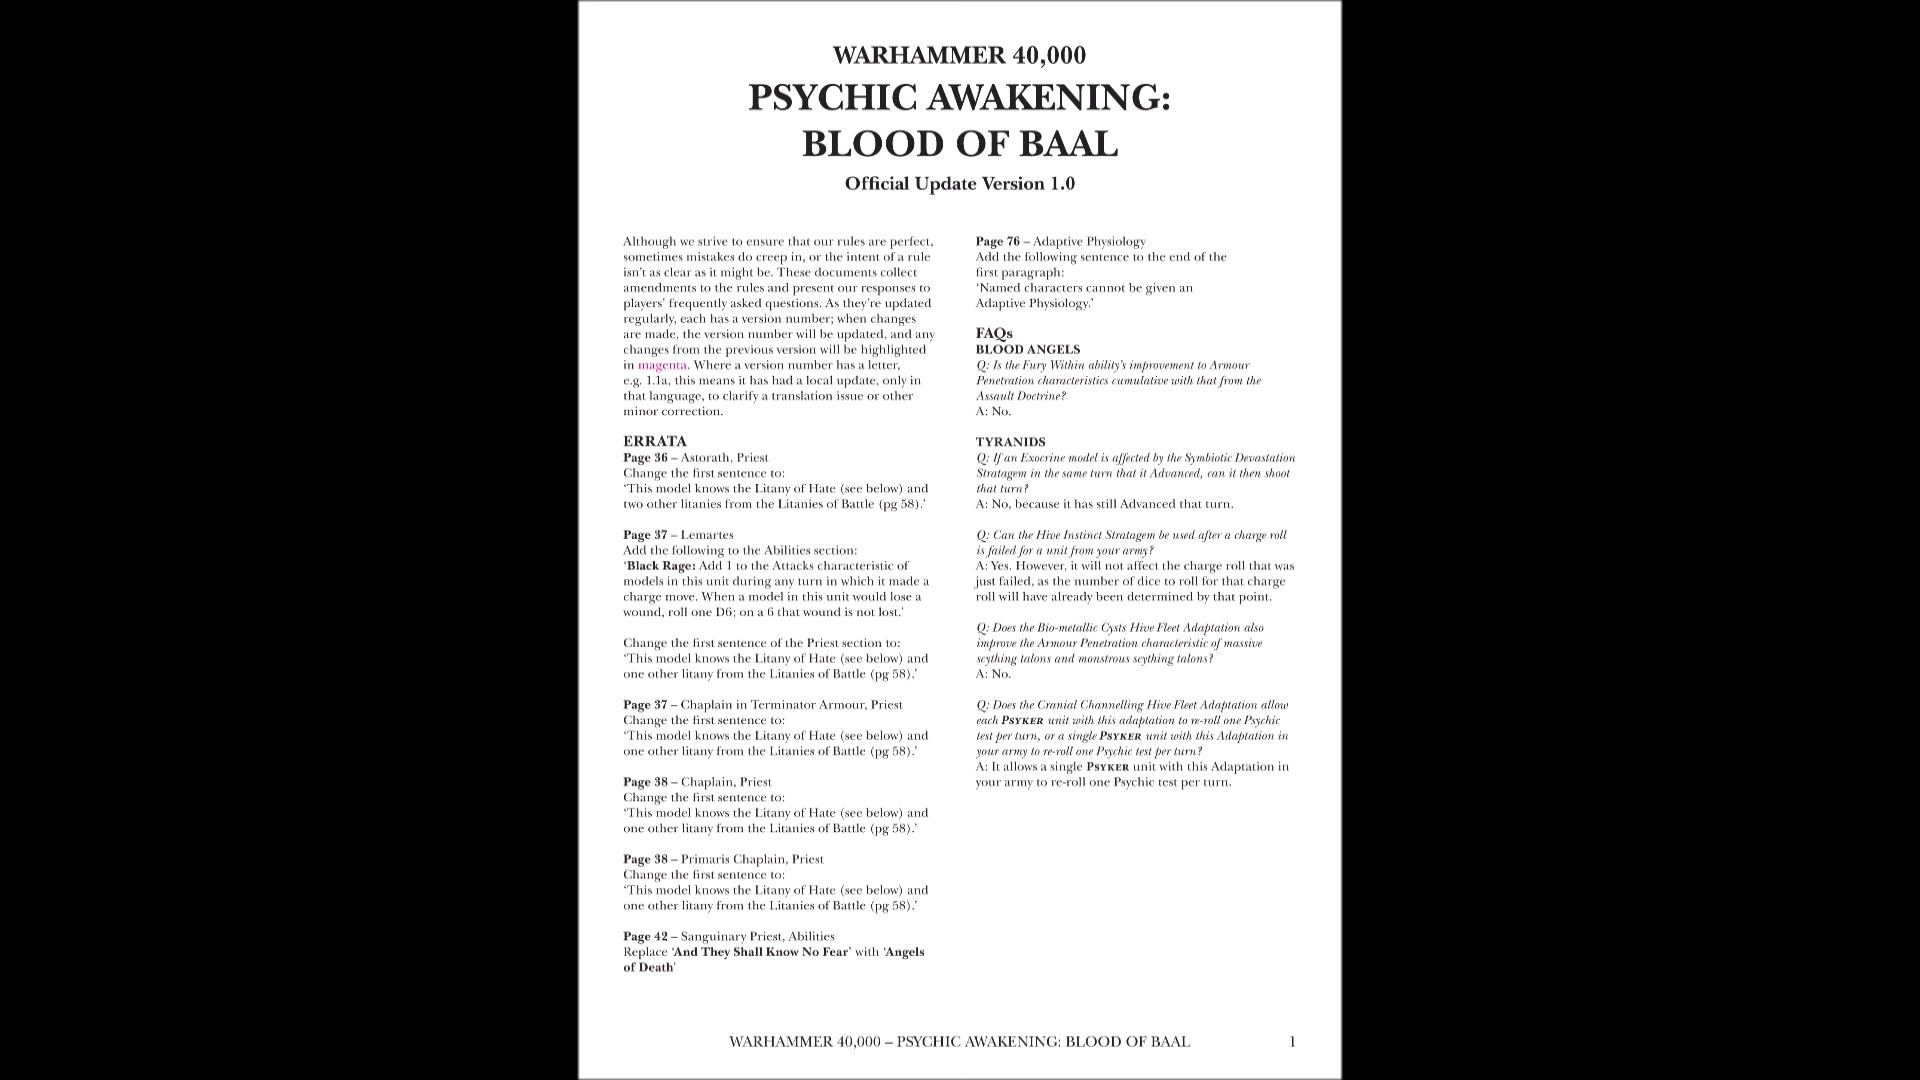 WARHAMMER 40,000
PSYCHIC AWAKENING:
BLOOD OF BAAL
Official Update Version 1.0
Although we strive to ensure that our rules are perfect,
sometimes mistakes do creep in, or the intent of a rule
isn't as clear as it might be. These documents collect
amendments to the rules and present our responses to
players' frequently asked questions. As they're updated
regularly, each has a version number; when changes
are made, the version number will be updated, and any
changes from the previous version will be highlighted
in magenta. Where a version number has a letter,
e.g. 1.1a, this means it has had a local update, only in
that language, to clarify a translation issue or other
minor correction.
ERRATA
Page 36 – Astorath, Priest
Change the first sentence to:
‘This model knows the Litany of Hate (see below) and
two other litanies from the Litanies of Battle (pg 58).’
Page 37 – Lemartes
Add the following to the Abilities section:
‘Black Rage: Add 1 to the Attacks characteristic of
models in this unit during any turn in which it made a
charge move. When a model in this unit would lose a
wound, roll one D6; on a 6 that wound is not lost.’
Change the first sentence of the Priest section to:
‘This model knows the Litany of Hate (see below) and
one other litany from the Litanies of Battle (pg 58).’
Page 37 – Chaplain in Terminator Armour, Priest
Change the first sentence to:
‘This model knows the Litany of Hate (see below) and
one other litany from the Litanies of Battle (pg 58).’
Page 38 – Chaplain, Priest
Change the first sentence to:
‘This model knows the Litany of Hate (see below) and
one other litany from the Litanies of Battle (pg 58).’
Page 38 – Primaris Chaplain, Priest
Change the first sentence to:
‘This model knows the Litany of Hate (see below) and
one other litany from the Litanies of Battle (pg 58).’
Page 42 – Sanguinary Priest, Abilities
Replace ‘And They Shall Know No Fear’ with ‘Angels
of Death’
Page 76 – Adaptive Physiology
Add the following sentence to the end of the
first paragraph:
‘Named characters cannot be given an
Adaptive Physiology.’
FAQs
BLOOD ANGELS
Q: Is the Fury Within ability's improvement to Armour
Penetration characteristics cumulative with that from the
Assault Doctrine?
A: No.
TYRANIDS
Q: If an Exocrine model is affected by the Symbiotic Devastation
Stratagem in the same turn that it Advanced, can it then shoot
that turn?
A: No, because it has still Advanced that turn.
Q: Can the Hive Instinct Stratagem be used after a charge roll
is failed for a unit from your army?
A: Yes. However, it will not affect the charge roll that was
just failed, as the number of dice to roll for that charge
roll will have already been determined by that point.
Q: Does the Bio-metallic Cysts Hive Fleet Adaptation also
improve the Armour Penetration characteristic of massive
scything talons and monstrous scything talons?
A: No.
Q: Does the Cranial Channelling Hive Fleet Adaptation allow
each PSYKER unit with this adaptation to re-roll one Psychic
test per turn, or a single PSYKER unit with this Adaptation in
your army to re-roll one Psychic test per turn?
A: It allows a single PSYKER unit with this Adaptation in
your army to re-roll one Psychic test per turn.
WARHAMMER 40,000 – PSYCHIC AWAKENING: BLOOD OF BAAL 1